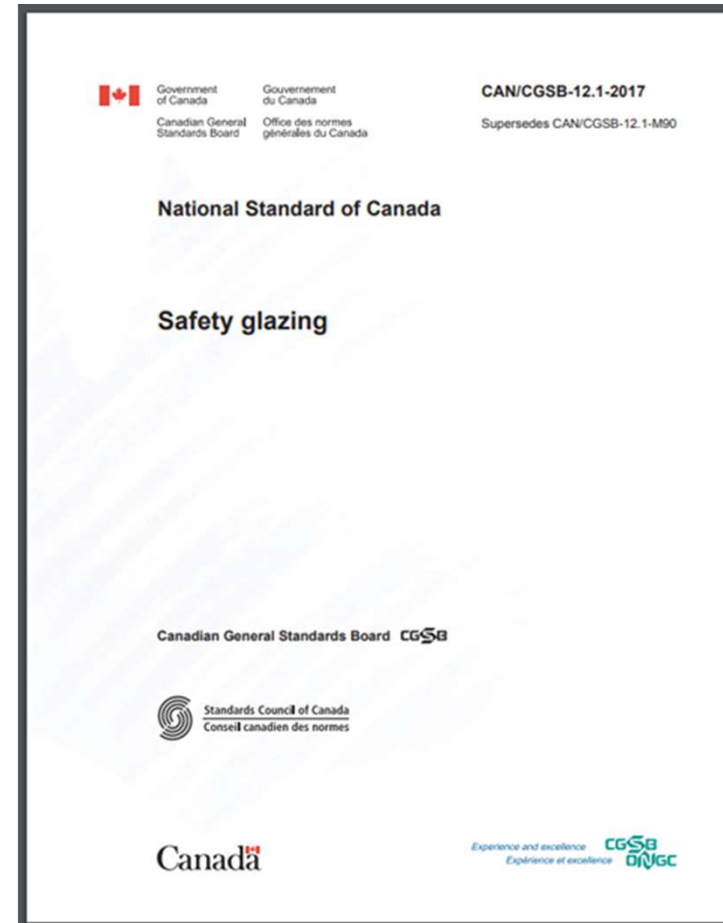 Government of Canada
Gouvernement du Canada
Canadian General Standards Board
Office des normes générales du Canada
CAN/CGSB-12.1-2017
Supersedes CAN/CGSB-12.1-M90
National Standard of Canada
Safety glazing
Canadian General Standards Board CGSB
Standards Council of Canada
Conseil canadien des normes
Canada
Experience and excellence
Expérience et excellence
CGSB
ONGC